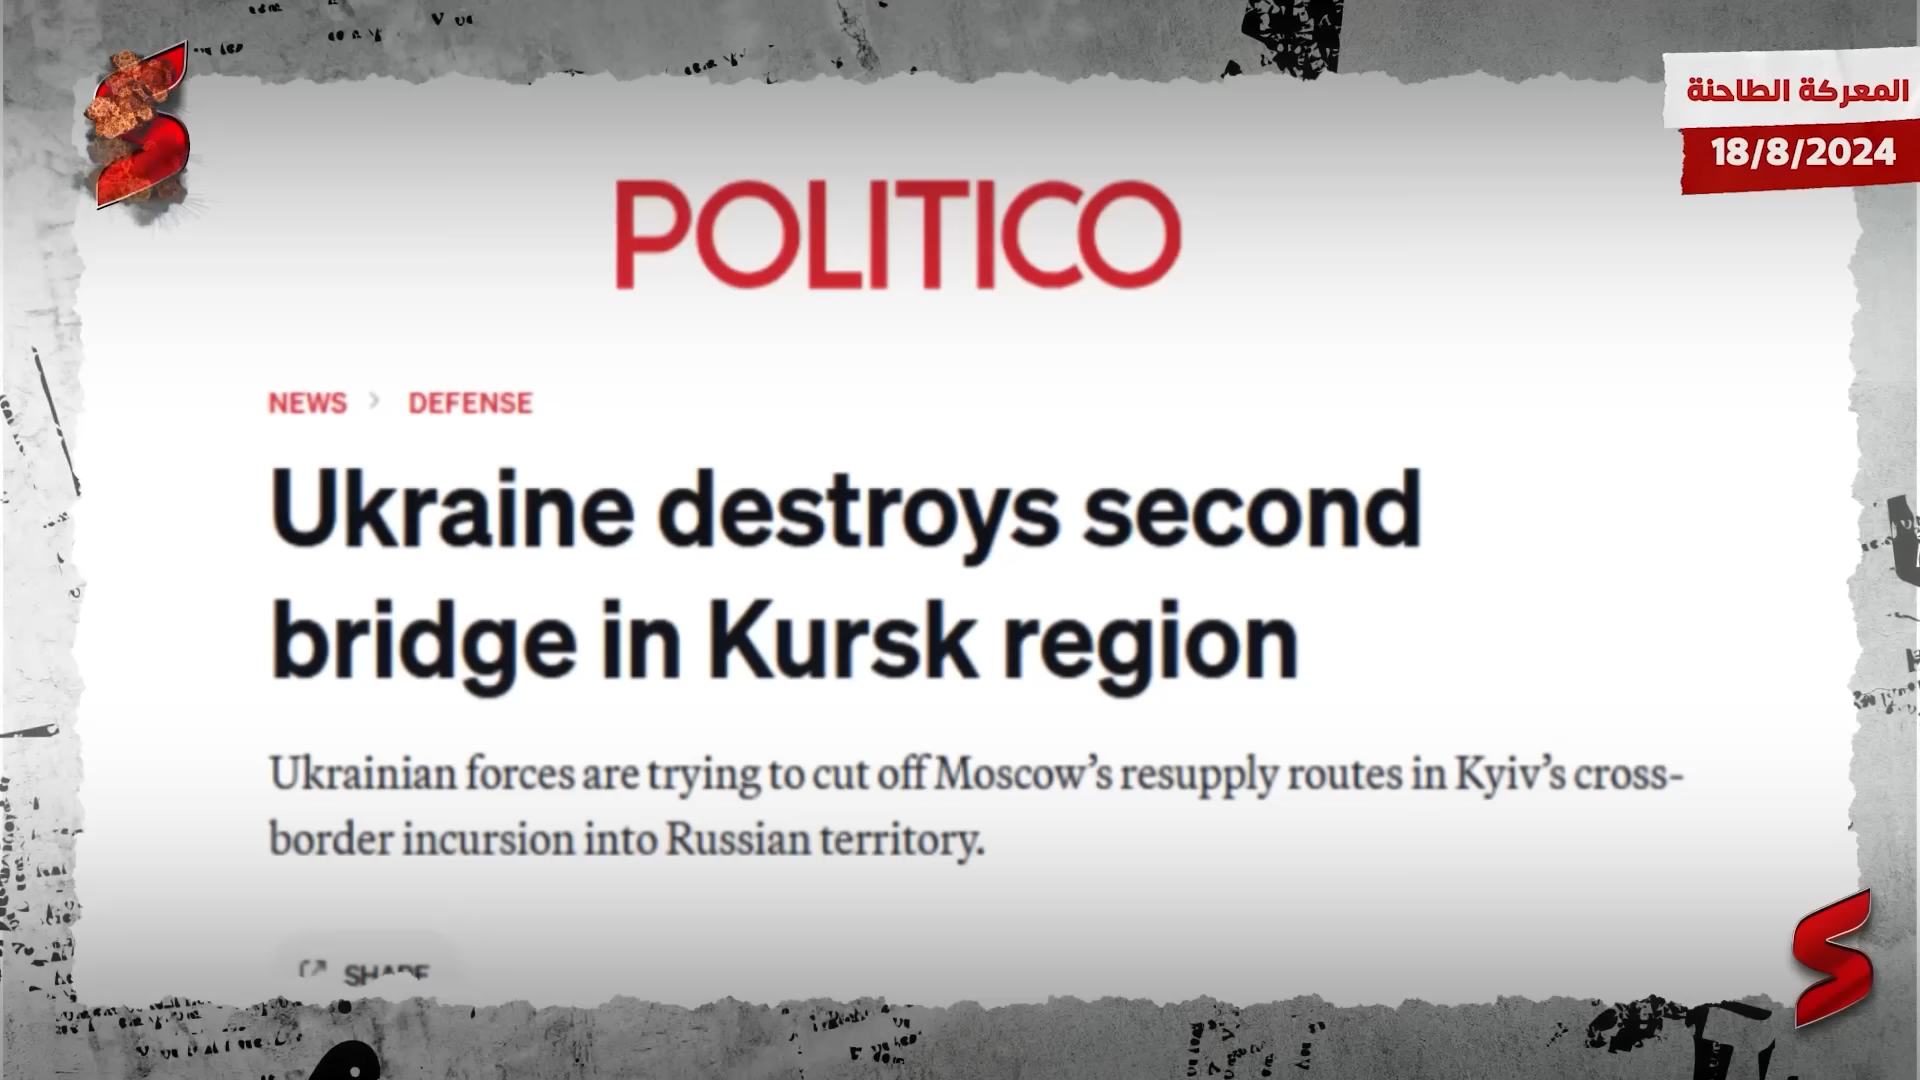 المعركة الطاحنة
18/8/2024
POLITICO
NEWS > DEFENSE
Ukraine destroys second
bridge in Kursk region
Ukrainian forces are trying to cut off Moscow’s resupply routes in Kyiv’s cross-
border incursion into Russian territory.
SHARE